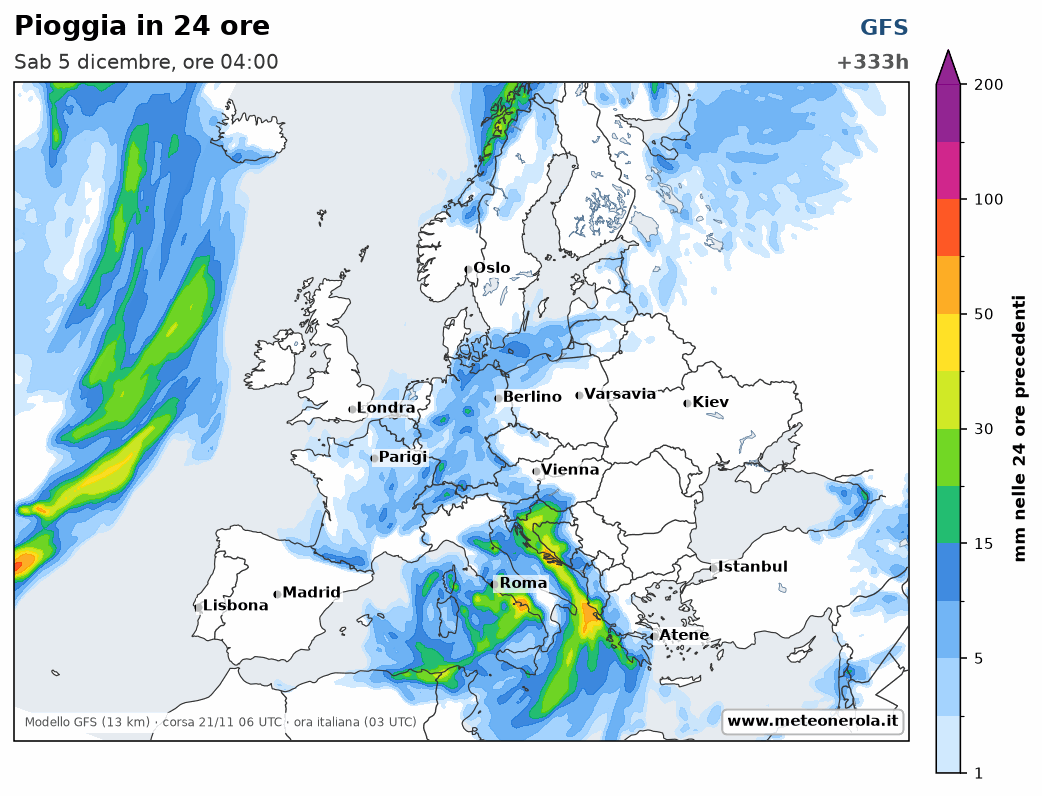 Pioggia in 24 ore
GFS
Sab 5 dicembre, ore 04:00
+333h
200
100
50
30
15
5
1
mm nelle 24 ore precedenti
Oslo
Londra
Berlino
Varsavia
Kiev
Parigi
Vienna
Istanbul
Roma
Madrid
Lisbona
Atene
Modello GFS (13 km) · corsa 21/11 06 UTC · ora italiana (03 UTC)
www.meteonerola.it